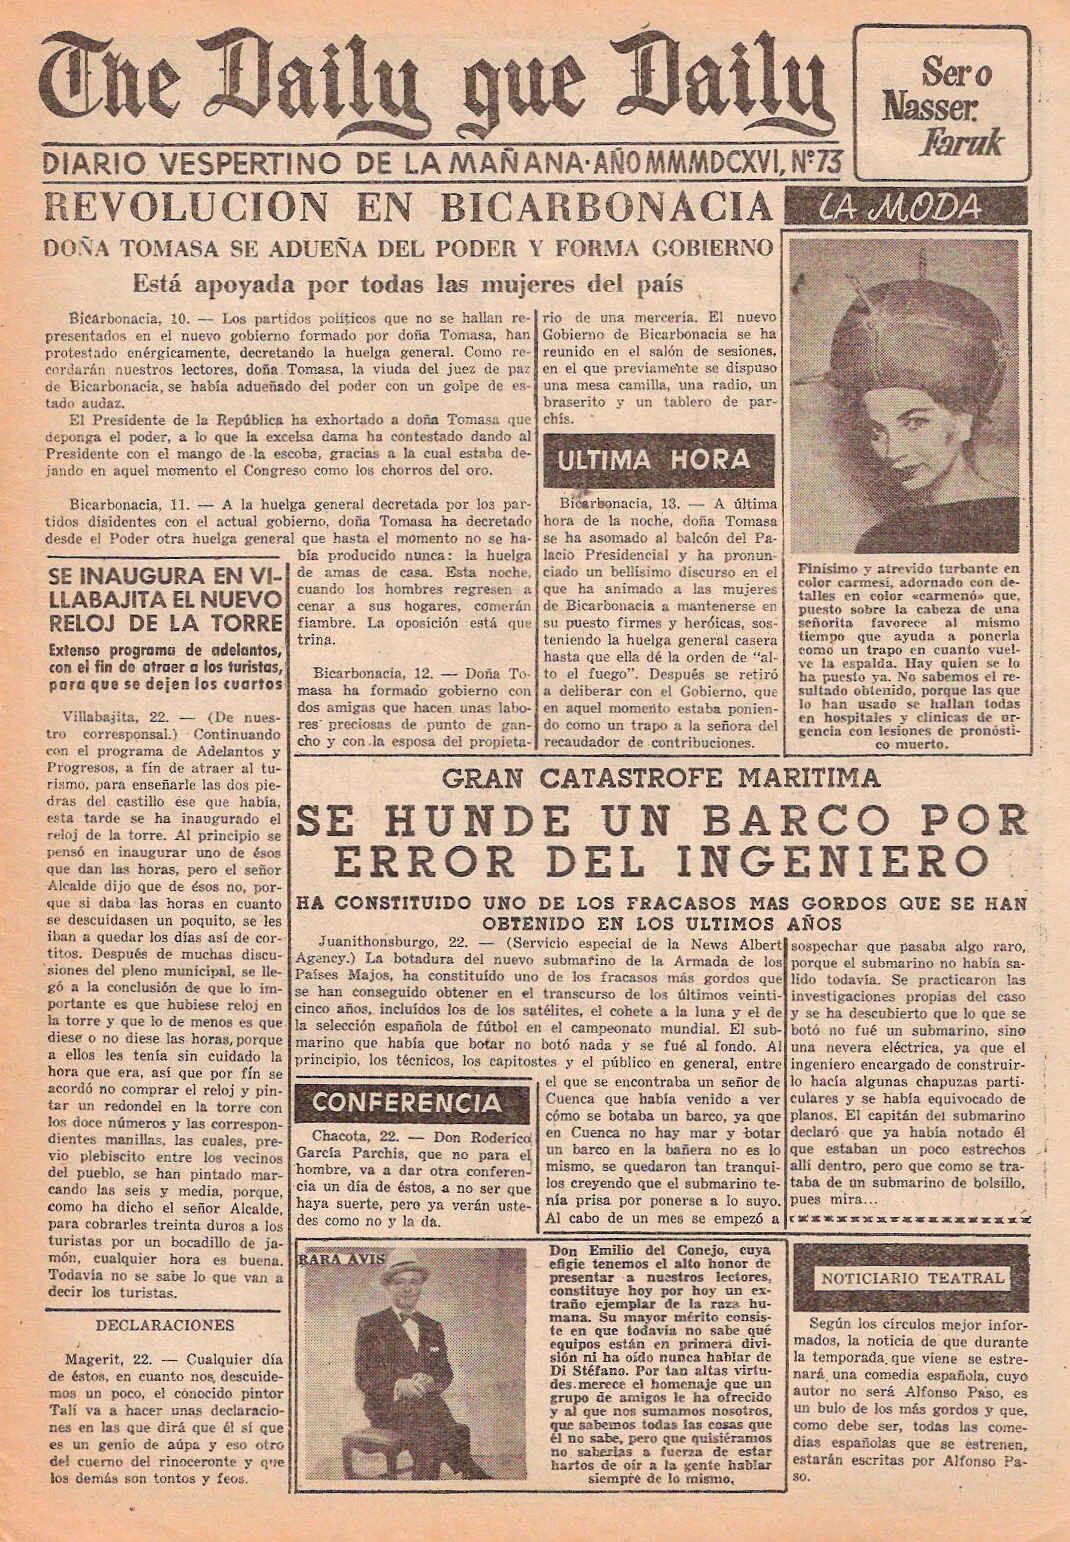 The Daily que Daily
Ser o
Nasser.
Faruk
DIARIO VESPERTINO DE LA MAÑANA·AÑO MMMDCXVI, Nº 73
REVOLUCION EN BICARBONACIA
DOÑA TOMASA SE ADUEÑA DEL PODER Y FORMA GOBIERNO
Está apoyada por todas las mujeres del país
Bicarbonacia, 10. — Los partidos políticos que no se hallan re-
presentados en el nuevo gobierno formado por doña Tomasa, han
protestado enérgicamente, decretando la huelga general. Como re-
cordarán nuestros lectores, doña Tomasa, la viuda del juez de paz
de Bicarbonacia, se había adueñado del poder con un golpe de es-
tado audaz.
El Presidente de la República ha exhortado a doña Tomasa que
deponga el poder, a lo que la excelsa dama ha contestado dando al
Presidente con el mango de la escoba, gracias a la cual estaba de-
jando en aquel momento el Congreso como los chorros del oro.
Bicarbonacia, 11. — A la huelga general decretada por los par-
tidos disidentes con el actual gobierno, doña Tomasa ha decretado
desde el Poder otra huelga general que hasta el momento no se ha-
bía producido nunca: la huelga
de amas de casa. Esta noche,
cuando los hombres regresen a
cenar a sus hogares, comerán
fiambre. La oposición está que
trina.
Bicarbonacia, 12. — Doña To-
masa ha formado gobierno con
dos amigas que hacen unas labo-
res preciosas de punto de gan-
cho y con la esposa del propieta-
rio de una mercería. El nuevo
Gobierno de Bicarbonacia se ha
reunido en el salón de sesiones,
en el que previamente se dispuso
una mesa camilla, una radio, un
braserito y un tablero de par-
chís.
ULTIMA HORA
Bicarbonacia, 13. — A última
hora de la noche, doña Tomasa
se ha asomado al balcón del Pa-
lacio Presidencial y ha pronun-
ciado un bellísimo discurso en el
que ha animado a las mujeres
de Bicarbonacia a mantenerse en
su puesto firmes y heróicas, sos-
teniendo la huelga general casera
hasta que ella dé la orden de "al-
to el fuego". Después se retiró
a deliberar con el Gobierno, que
en aquel momento estaba ponien-
do como un trapo a la señora del
recaudador de contribuciones.
LA MODA
Finísimo y atrevido turbante en
color carmesí, adornado con de-
talles en color «carmenó» que,
puesto sobre la cabeza de una
señorita favorece al mismo
tiempo que ayuda a ponerla
como un trapo en cuanto vuel-
ve la espalda. Hay quien se lo
ha puesto ya. No sabemos el re-
sultado obtenido, porque las que
lo han usado se hallan todas
en hospitales y clínicas de ur-
gencia con lesiones de pronósti-
co muerto.
SE INAUGURA EN VI-
LLABAJITA EL NUEVO
RELOJ DE LA TORRE
Extenso programa de adelantos,
con el fin de atraer a los turistas,
para que se dejen los cuartos
Villabajita, 22. — (De nues-
tro corresponsal.) Continuando
con el programa de Adelantos y
Progresos, a fin de atraer al tu-
rismo, para enseñarle las dos pie-
dras del castillo ése que había,
esta tarde se ha inaugurado el
reloj de la torre. Al principio se
pensó en inaugurar uno de ésos
que dan las horas, pero el señor
Alcalde dijo que de ésos no, por-
que si daba las horas en cuanto
se descuidasen un poquito, se les
iban a quedar los días así de cor-
titos. Después de muchas discu-
siones del pleno municipal, se lle-
gó a la conclusión de que lo im-
portante es que hubiese reloj en
la torre y que lo de menos es que
diese o no diese las horas, porque
a ellos les tenía sin cuidado la
hora que era, así que por fín se
acordó no comprar el reloj y pin-
tar un redondel en la torre con
los doce números y las correspon-
dientes manillas, las cuales, pre-
vio plebiscito entre los vecinos
del pueblo, se han pintado mar-
cando las seis y media, porque,
como ha dicho el señor Alcalde,
para cobrarles treinta duros a los
turistas por un bocadillo de ja-
món, cualquier hora es buena.
Todavía no se sabe lo que van a
decir los turistas.
DECLARACIONES
Magerit, 22. — Cualquier día
de éstos, en cuanto nos descuide-
mos un poco, el conocido pintor
Talí va a hacer unas declaracio-
nes en las que dirá que él sí que
es un genio de aúpa y eso otro
del cuerno del rinoceronte y que
los demás son tontos y feos.
GRAN CATASTROFE MARITIMA
SE HUNDE UN BARCO POR
ERROR DEL INGENIERO
HA CONSTITUIDO UNO DE LOS FRACASOS MAS GORDOS QUE SE HAN
OBTENIDO EN LOS ULTIMOS AÑOS
Juanithonsburgo, 22. — (Servicio especial de la News Albert
Agency.) La botadura del nuevo submarino de la Armada de los
Países Majos, ha constituído uno de los fracasos más gordos que
se han conseguido obtener en el transcurso de los últimos veinti-
cinco años, incluídos los de los satélites, el cohete a la luna y el de
la selección española de fútbol en el campeonato mundial. El sub-
marino que había que botar no botó nada y se fué al fondo. Al
principio, los técnicos, los capitostes y el público en general, entre
el que se encontraba un señor de
Cuenca que había venido a ver
cómo se botaba un barco, ya que
en Cuenca no hay mar y botar
un barco en la bañera no es lo
mismo, se quedaron tan tranqui-
los creyendo que el submarino te-
nía prisa por ponerse a lo suyo.
Al cabo de un mes se empezó a
sospechar que pasaba algo raro,
porque el submarino no había sa-
lido todavía. Se practicaron las
investigaciones propias del caso
y se ha descubierto que lo que se
botó no fué un submarino, sino
una nevera eléctrica, ya que el
ingeniero encargado de construir-
lo hacía algunas chapuzas parti-
culares y se había equivocado de
planos. El capitán del submarino
declaró que ya había notado él
que estaban un poco estrechos
allí dentro, pero que como se tra-
taba de un submarino de bolsillo,
pues mira...
CONFERENCIA
Chacota, 22. — Don Roderico
García Parchis, que no para el
hombre, va a dar otra conferen-
cia un día de éstos, a no ser que
haya suerte, pero ya verán uste-
des como no y la da.
RARA AVIS
Don Emilio del Conejo, cuya
efigie tenemos el alto honor de
presentar a nuestros lectores,
constituye hoy por hoy un ex-
traño ejemplar de la raza hu-
mana. Su mayor mérito consis-
te en que todavía no sabe qué
equipos están en primera divi-
sión ni ha oído nunca hablar de
Di Stéfano. Por tan altas virtu-
des merece el homenaje que un
grupo de amigos le ha ofrecido
y al que nos sumamos nosotros,
que sabemos todas las cosas que
él no sabe, pero que quisiéramos
no saberlas a fuerza de estar
hartos de oír a la gente hablar
siempre de lo mismo.
NOTICIARIO TEATRAL
Según los círculos mejor infor-
mados, la noticia de que durante
la temporada que viene se estre-
nará una comedia española, cuyo
autor no será Alfonso Paso, es
un bulo de los más gordos y que,
como debe ser, todas las come-
dias españolas que se estrenen,
estarán escritas por Alfonso Pa-
so.